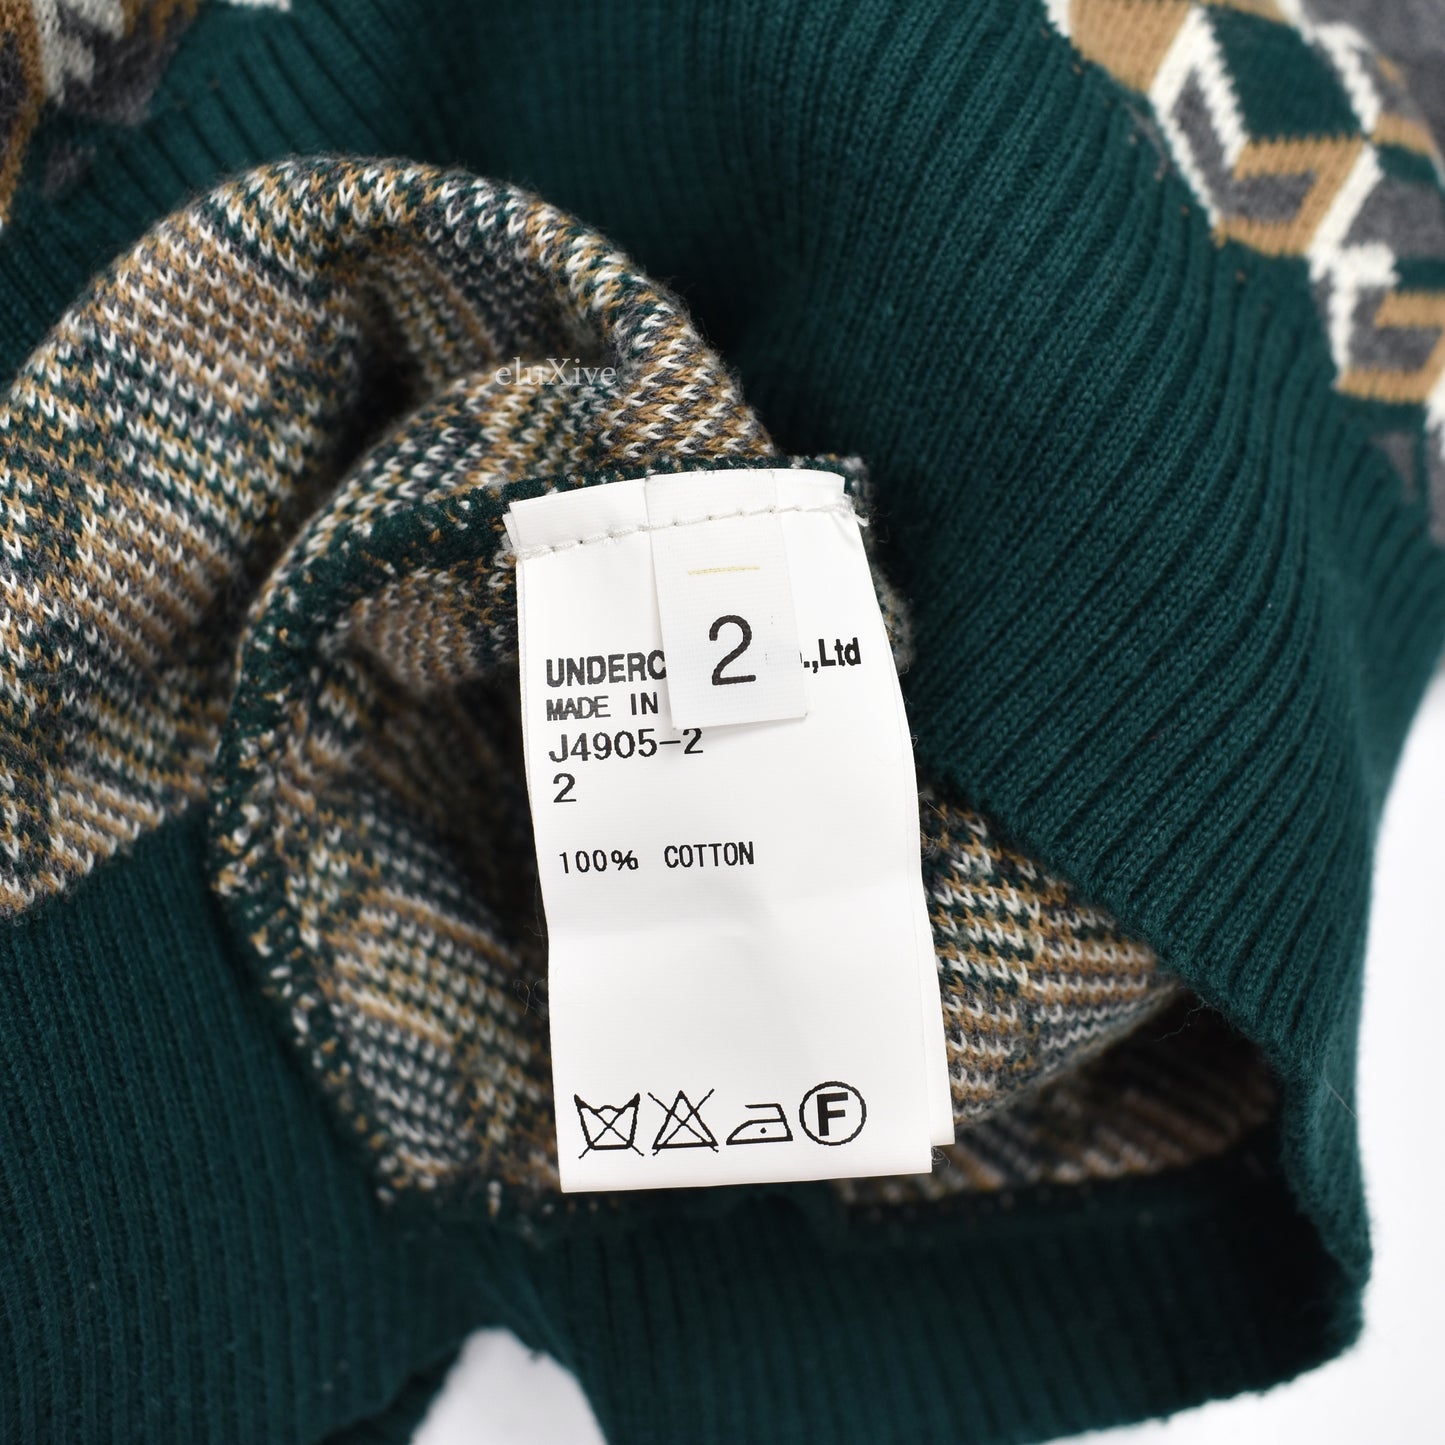 eluXive
2
UNDERC .,Ltd
MADE IN
J4905-2
2
100% COTTON
F